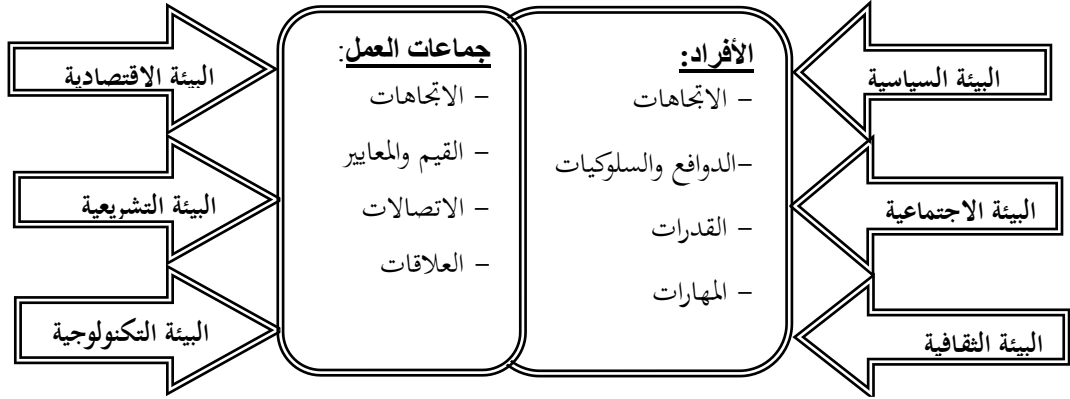 البيئة السياسية
البيئة الاجتماعية
البيئة الثقافية
الأفراد:
– الاتجاهات
–الدوافع والسلوكيات
– القدرات
– المهارات
جماعات العمل:
– الاتجاهات
– القيم والمعايير
– الاتصالات
– العلاقات
البيئة الاقتصادية
البيئة التشريعية
البيئة التكنولوجية